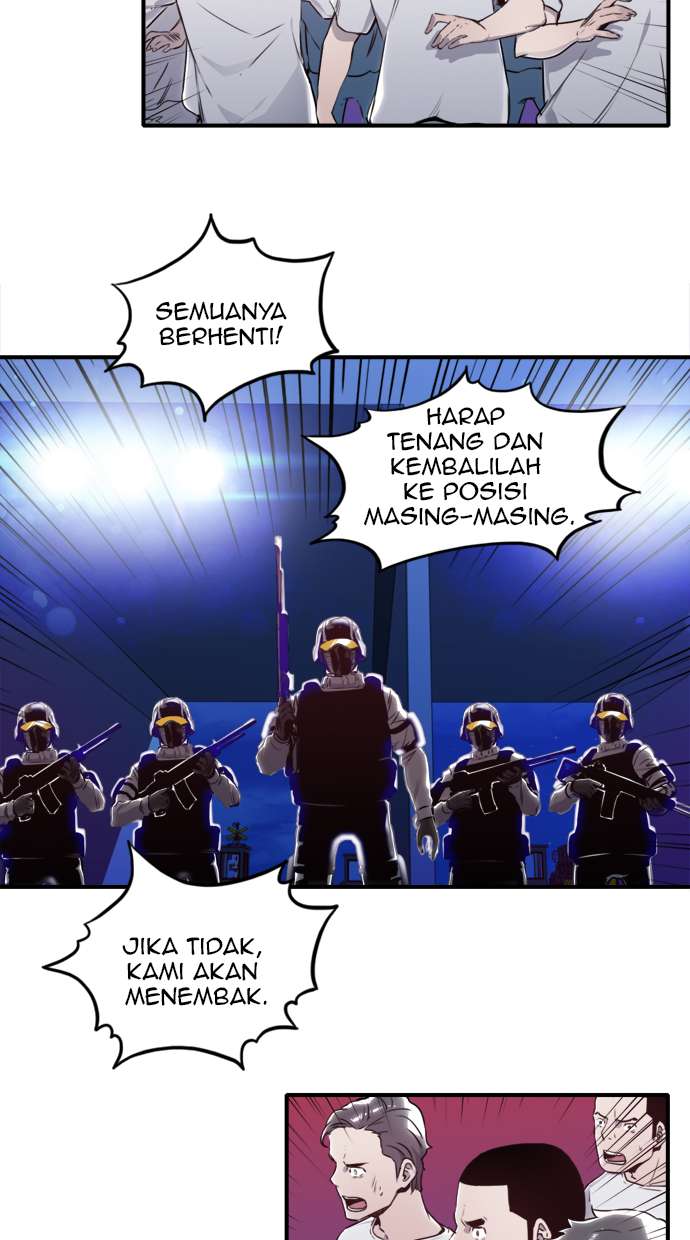 SEMUANYA
BERHENTI!
HARAP
TENANG DAN
KEMBALILAH
KE POSISI
MASING-MASING.
JIKA TIDAK,
KAMI AKAN
MENEMBAK.